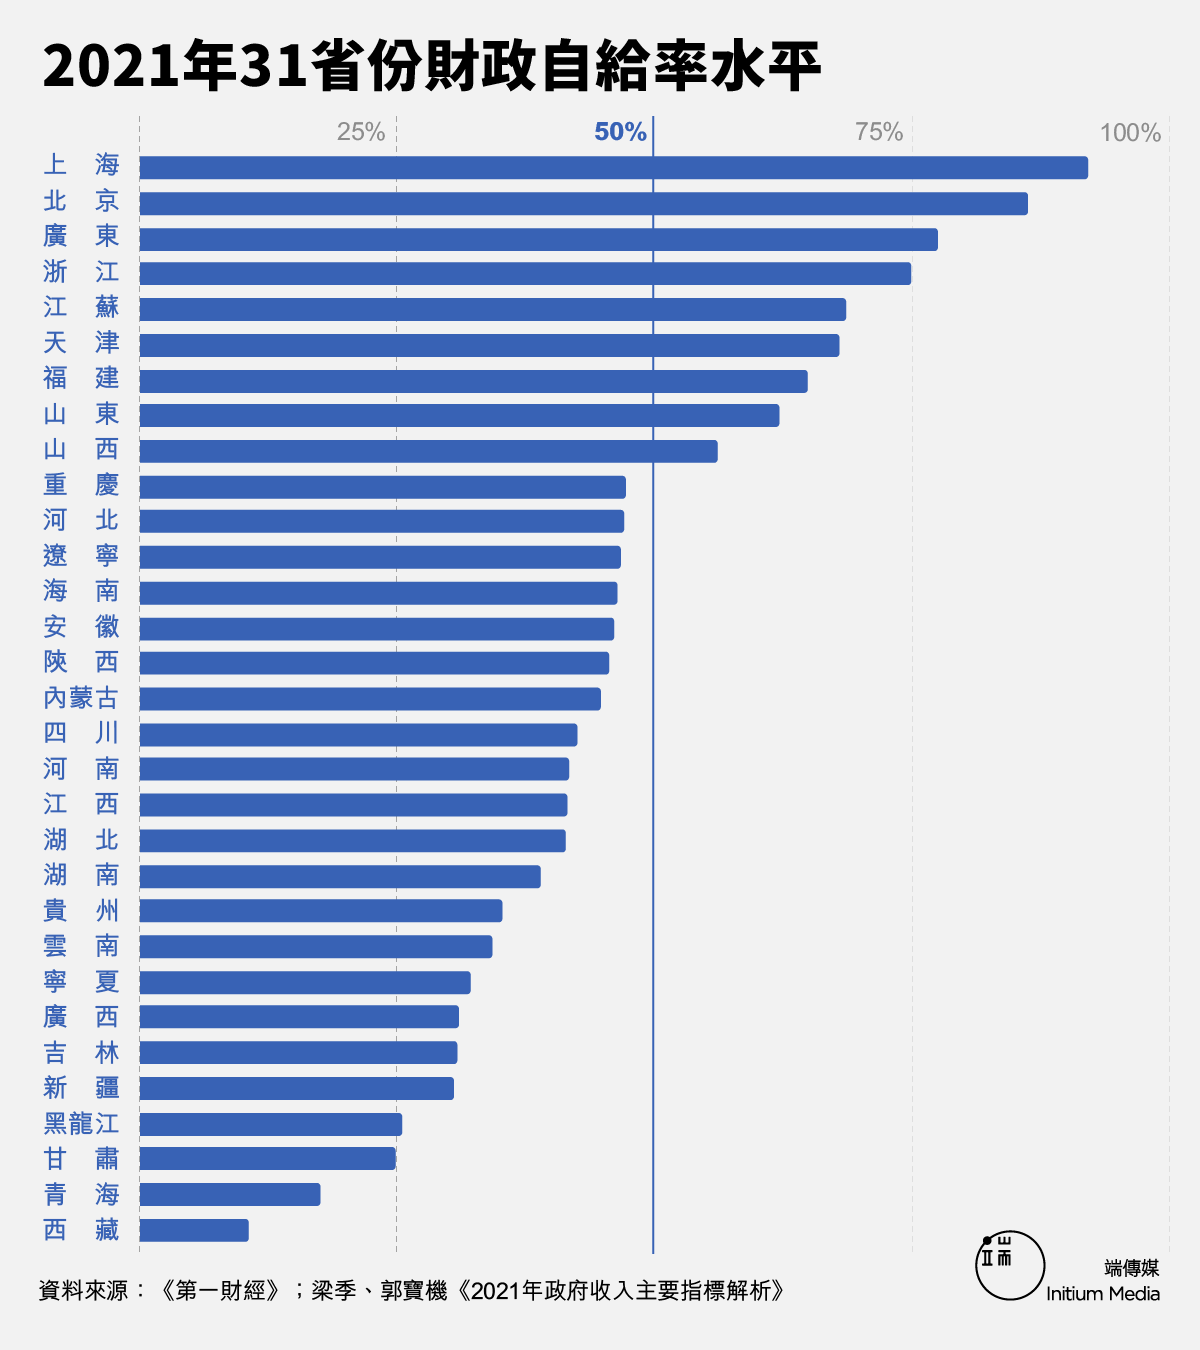 2021年31省份財政自給率水平
25% 50% 75% 100%
上海
北京
廣東
浙江
江蘇
天津
福建
山東
山西
重慶
河北
遼寧
海南
安徽
陝西
內蒙古
四川
河南
江西
湖北
湖南
貴州
雲南
寧夏
廣西
吉林
新疆
黑龍江
甘肅
青海
西藏
資料來源：《第一財經》；梁季、郭寶機《2021年政府收入主要指標解析》
端傳媒
Initium Media